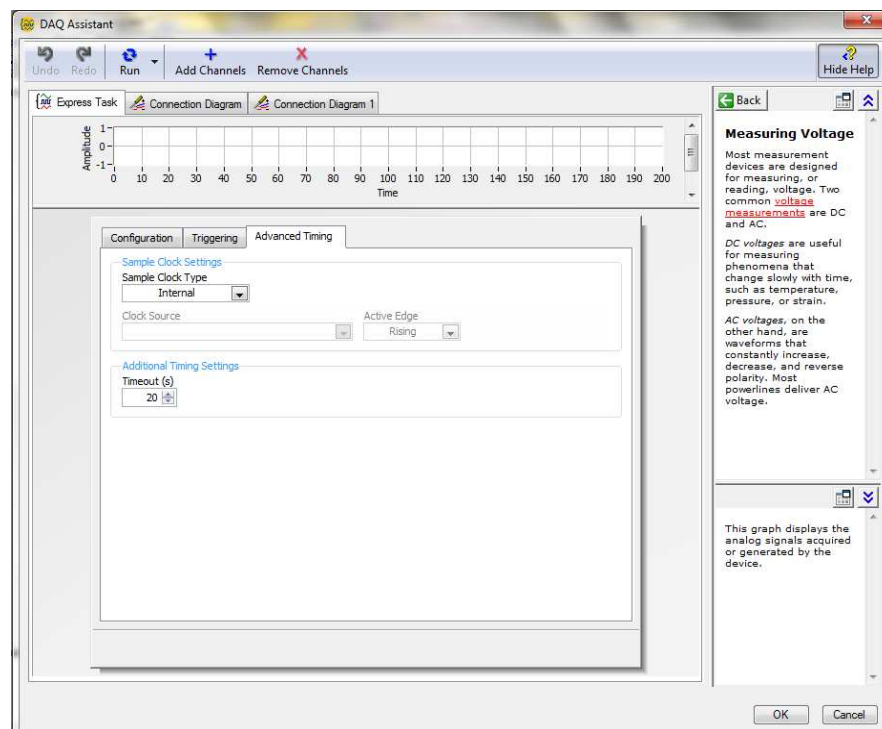 DAQ Assistant
Undo Redo Run Add Channels Remove Channels Hide Help
Express Task Connection Diagram Connection Diagram 1
Amplitude
1
0
-1
0 10 20 30 40 50 60 70 80 90 100 110 120 130 140 150 160 170 180 190 200
Time
Configuration Triggering Advanced Timing
Sample Clock Settings
Sample Clock Type
Internal
Clock Source Active Edge
Rising
Additional Timing Settings
Timeout (s)
20
Back
Measuring Voltage
Most measurement
devices are designed
for measuring, or
reading, voltage. Two
common voltage
measurements are DC
and AC.
DC voltages are useful
for measuring
phenomena that
change slowly with time,
such as temperature,
pressure, or strain.
AC voltages, on the
other hand, are
waveforms that
constantly increase,
decrease, and reverse
polarity. Most
powerlines deliver AC
voltage.
This graph displays the
analog signals acquired
or generated by the
device.
OK Cancel